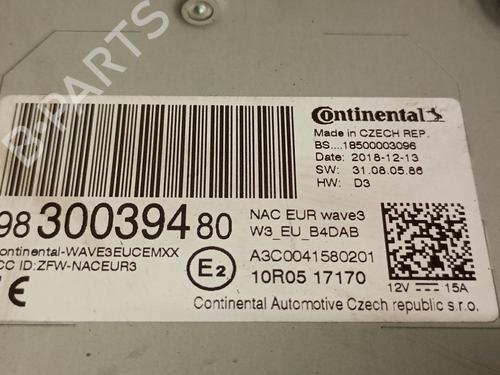 B-PARTS
Continental
Made in CZECH REP.
BS....18500003096
Date: 2018-12-13
SW: 31.08.05.86
HW: D3
98 300394 80
NAC EUR wave3
W3_EU_B4DAB
ontinental-WAVE3EUCEMXX
CC ID:ZFW-NACEUR3
E2
A3C0041580201
10R05 17170
12V 15A
CE
Continental Automotive Czech republic s.r.o.